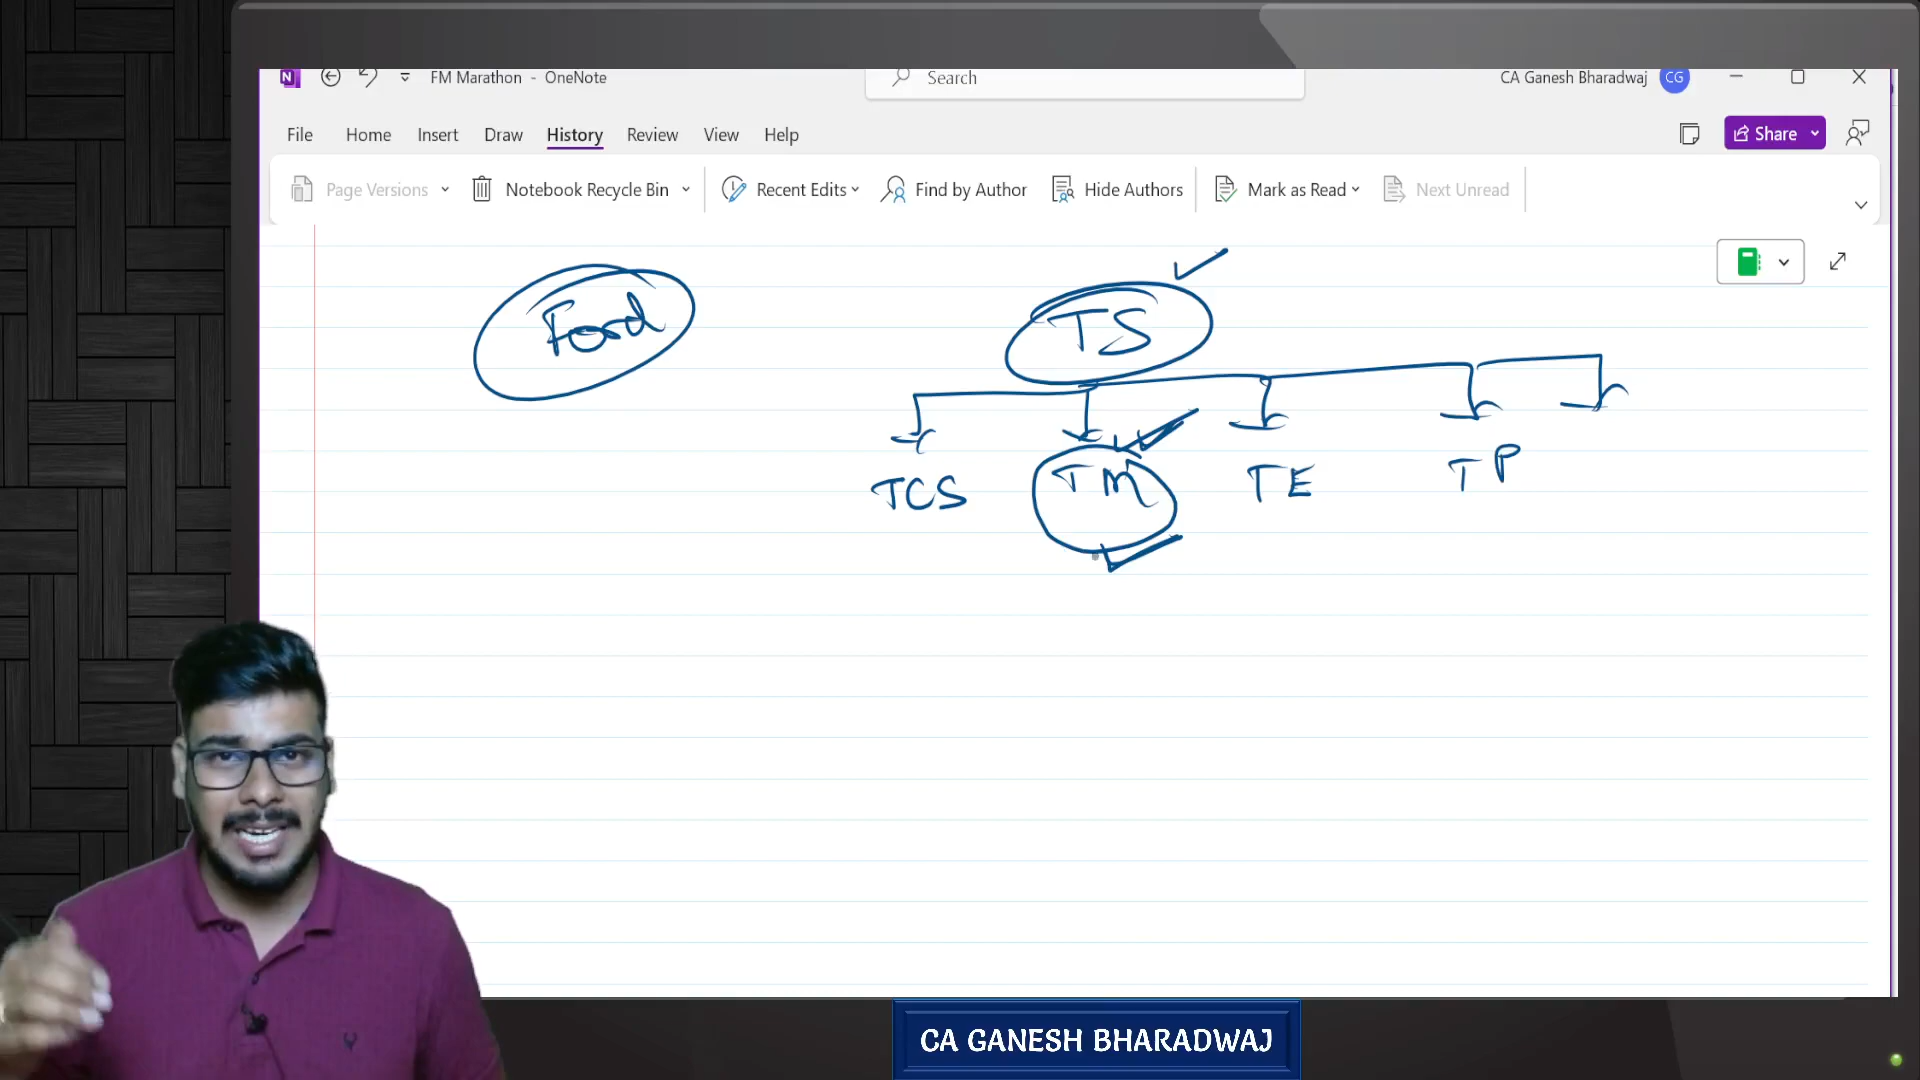 FM Marathon - OneNote
Search
CA Ganesh Bharadwaj CG
File Home Insert Draw History Review View Help
Share
Page Versions Notebook Recycle Bin Recent Edits Find by Author Hide Authors Mark as Read Next Unread
Ford TS
TCS TM TE TP
CA GANESH BHARADWAJ